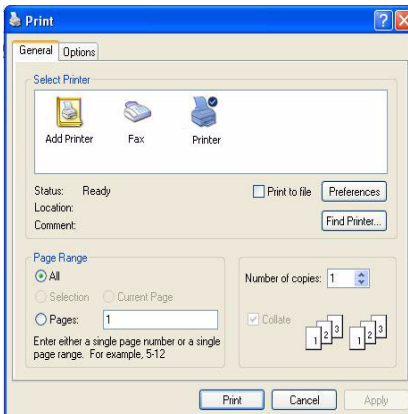 Print
General Options
Select Printer
Add Printer Fax Printer
Status: Ready
Print to file Preferences
Location:
Comment:
Find Printer...
Page Range
All
Selection Current Page
Pages: 1
Enter either a single page number or a single
page range. For example, 5-12
Number of copies: 1
Collate
1 2 3 1 2 3
Print Cancel Apply